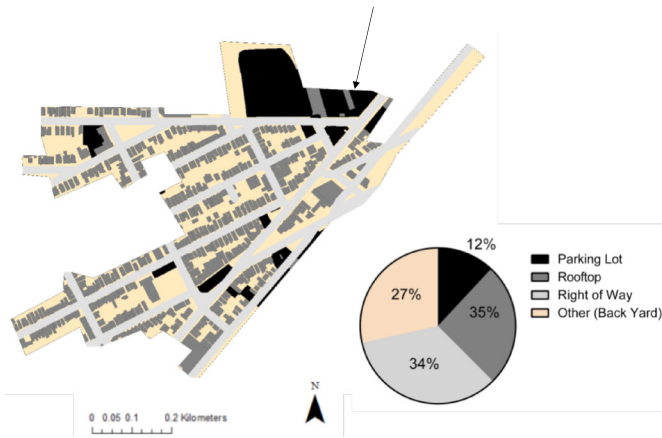 12%
35%
34%
27%
Parking Lot
Rooftop
Right of Way
Other (Back Yard)
N
0 0.05 0.1 0.2 Kilometers